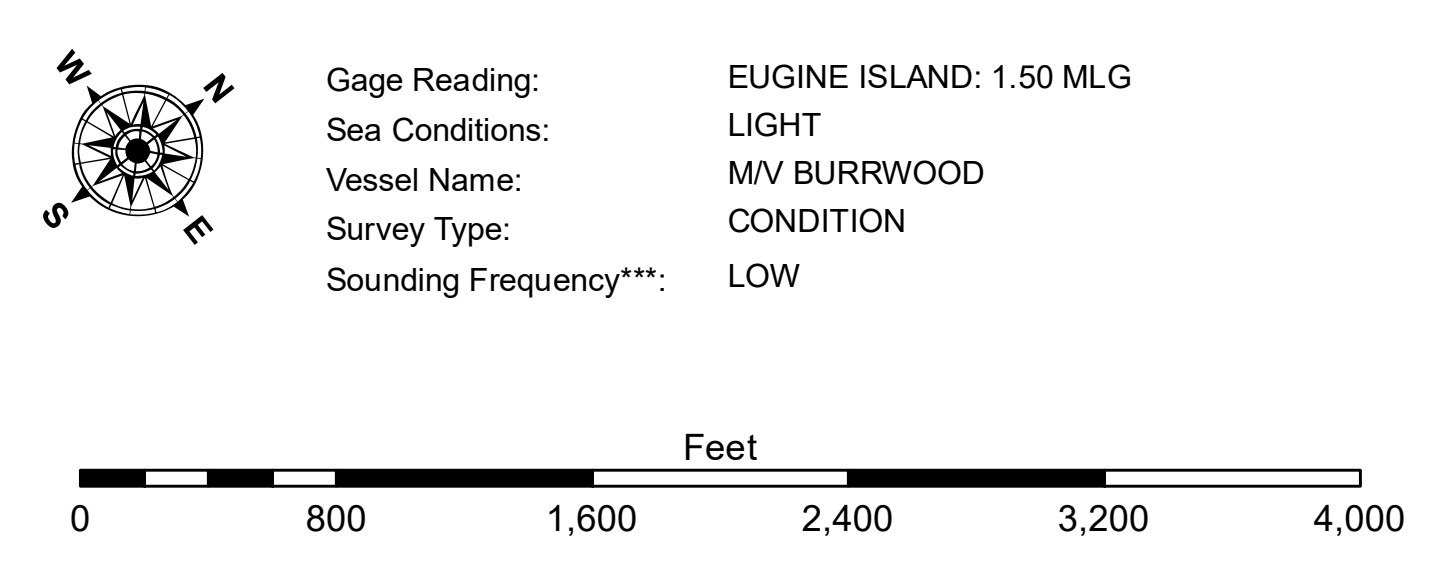 W
N
S
E
Gage Reading: EUGINE ISLAND: 1.50 MLG
Sea Conditions: LIGHT
Vessel Name: M/V BURRWOOD
Survey Type: CONDITION
Sounding Frequency***: LOW
Feet
0 800 1,600 2,400 3,200 4,000